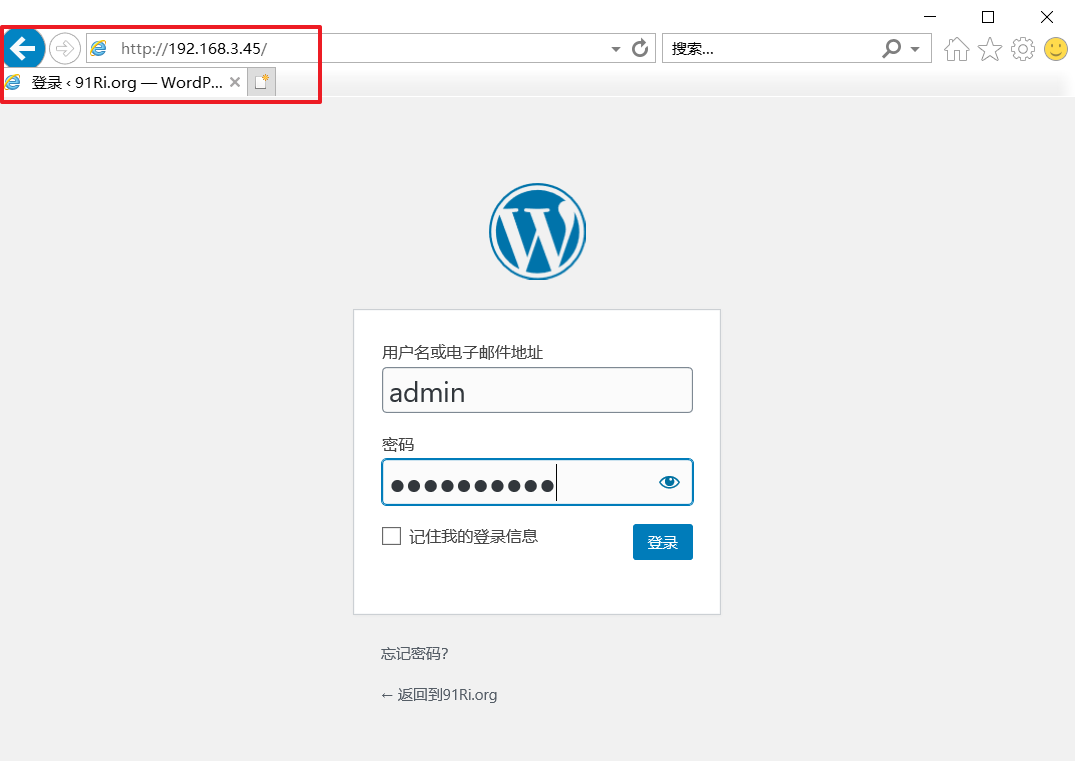 http://192.168.3.45/
搜索...
登录 ‹ 91Ri.org — WordP...
用户名或电子邮件地址
admin
密码
●●●●●●●●●●
记住我的登录信息
登录
忘记密码?
← 返回到91Ri.org